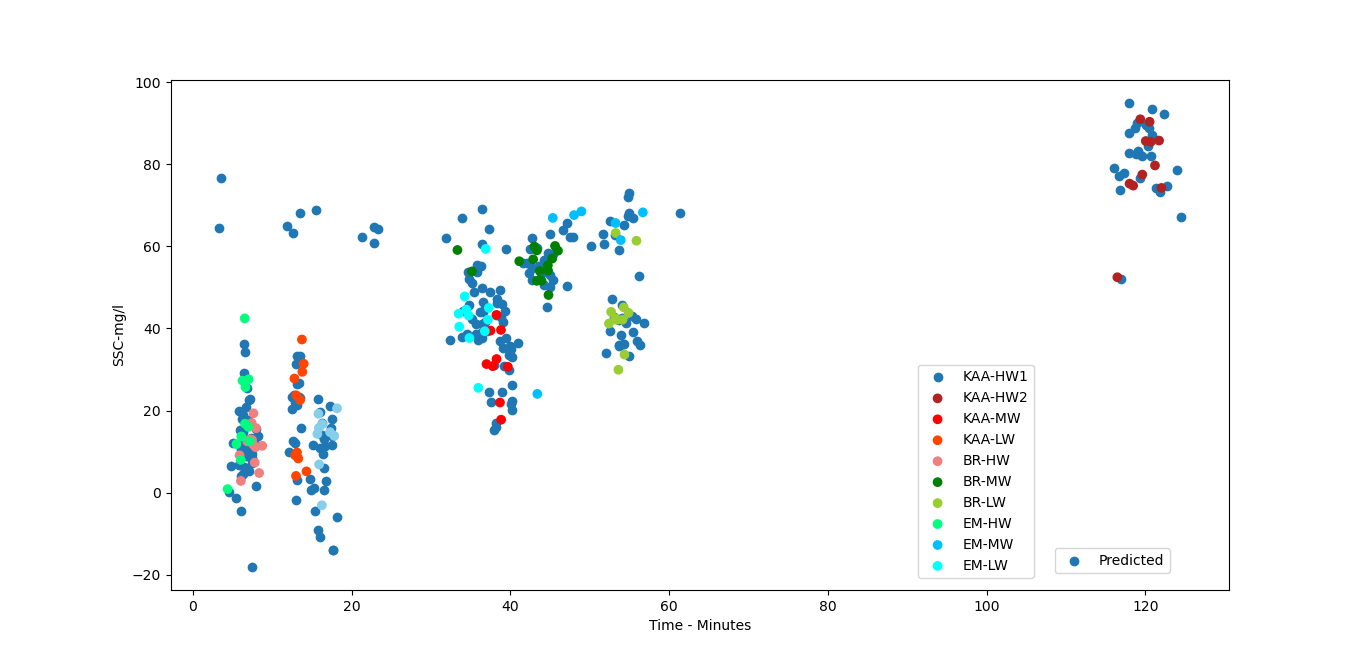 100
80
60
40
20
0
−20
SSC-mg/l
0 20 40 60 80 100 120
Time - Minutes
KAA-HW1
KAA-HW2
KAA-MW
KAA-LW
BR-HW
BR-MW
BR-LW
EM-HW
EM-MW
EM-LW
Predicted